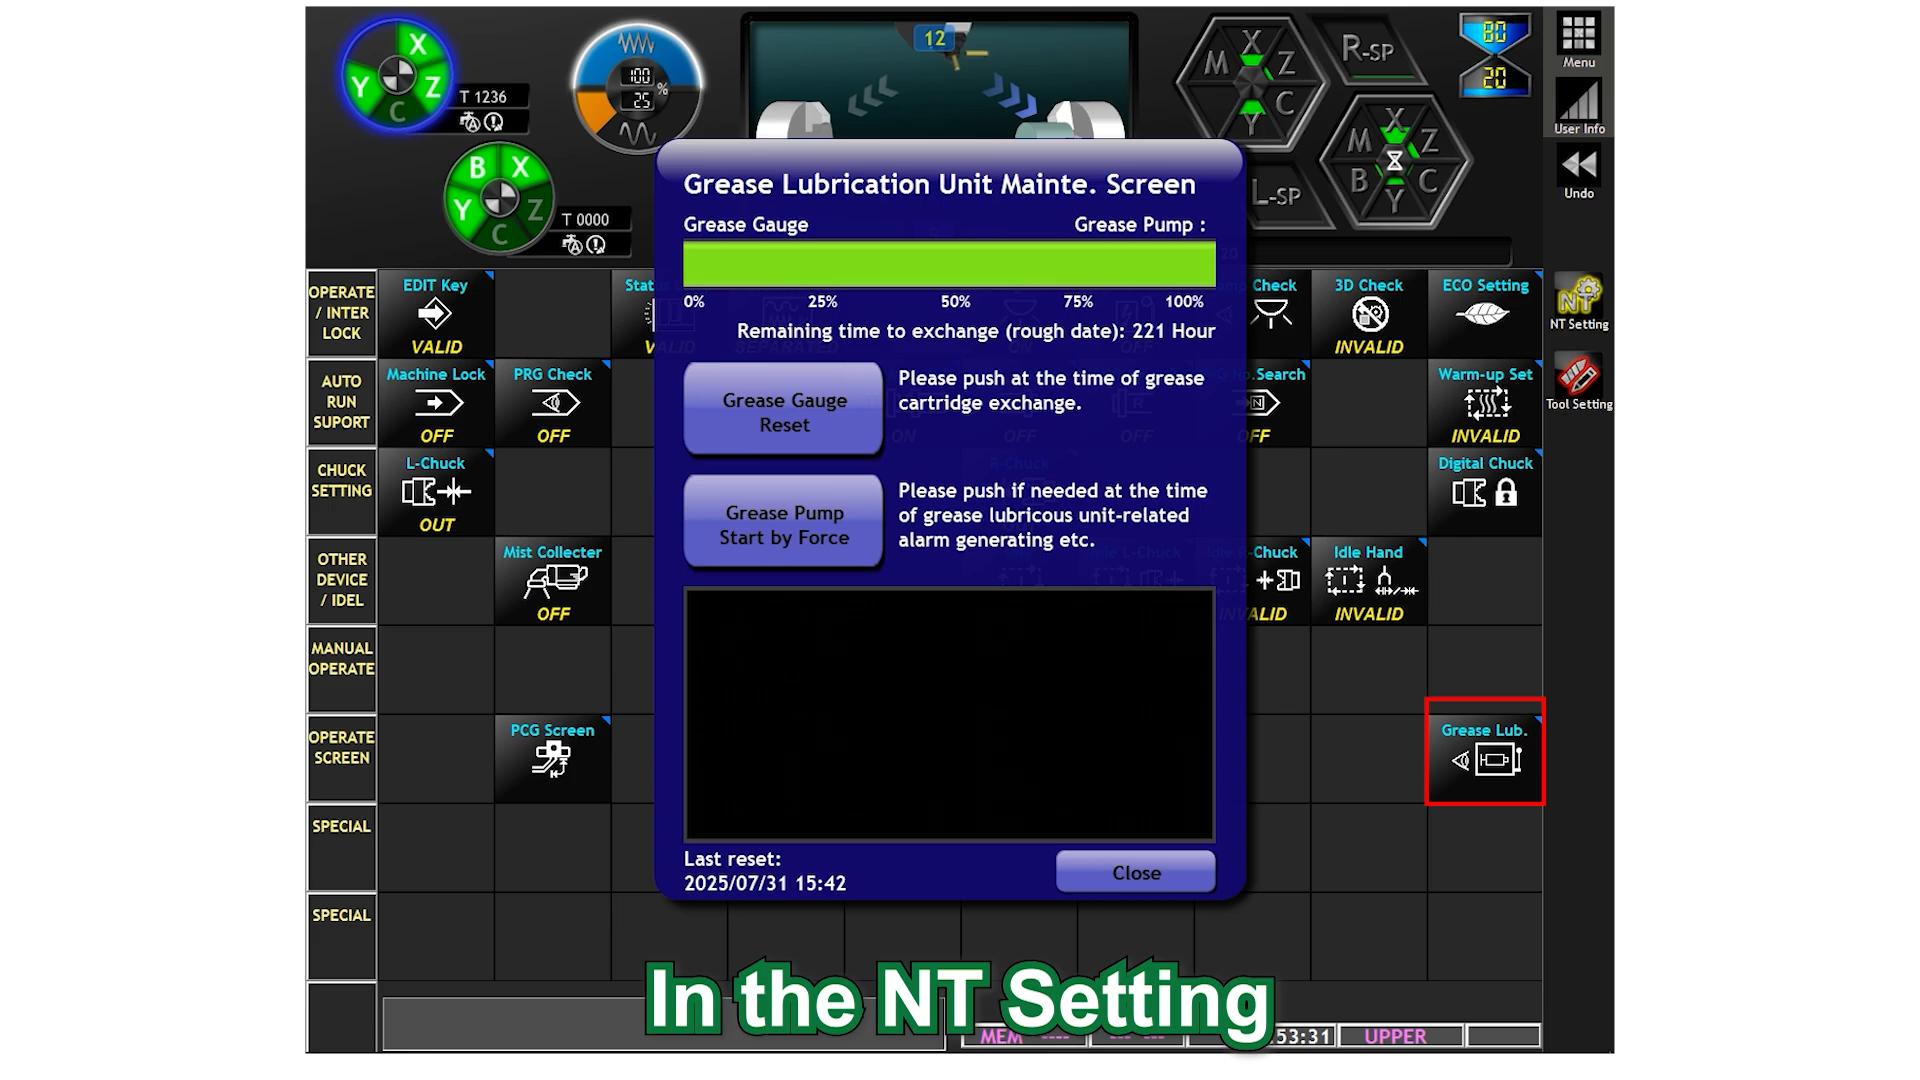 X
Y
Z
C
T 1236
B
X
Y
Z
C
T 0000
100
25
%
12
X
M
Z
C
Y
R-SP
L-SP
X
M
Z
B
C
Y
80
20
Menu
User Info
Undo
NT
NT Setting
Tool Setting
Grease Lubrication Unit Mainte. Screen
Grease Gauge
Grease Pump :
0%
25%
50%
75%
100%
Remaining time to exchange (rough date): 221 Hour
Grease Gauge
Reset
Please push at the time of grease
cartridge exchange.
Grease Pump
Start by Force
Please push if needed at the time
of grease lubricous unit-related
alarm generating etc.
Last reset:
2025/07/31 15:42
Close
OPERATE
/ INTER
LOCK
EDIT Key
VALID
Check
3D Check
INVALID
ECO Setting
AUTO
RUN
SUPORT
Machine Lock
OFF
PRG Check
OFF
.Search
N
Warm-up Set
INVALID
CHUCK
SETTING
L-Chuck
OUT
Digital Chuck
OTHER
DEVICE
/ IDEL
Mist Collecter
OFF
-Chuck
Idle Hand
INVALID
MANUAL
OPERATE
OPERATE
SCREEN
PCG Screen
Grease Lub.
SPECIAL
SPECIAL
In the NT Setting
MEM
53:31
UPPER